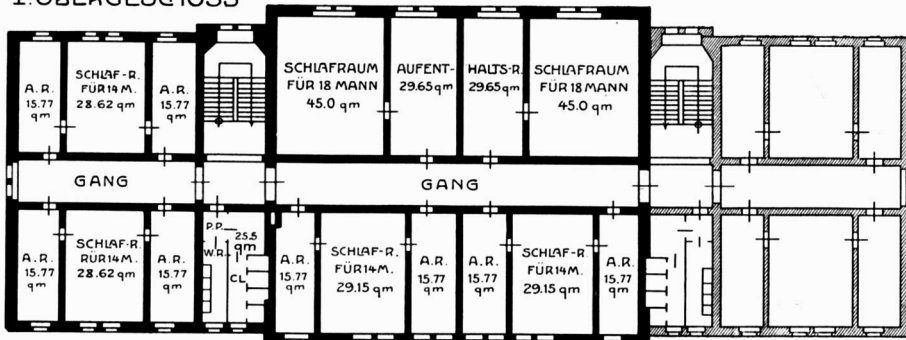 1. OBERGESCHOSS
A.R.
15.77
qm
SCHLAF-R.
FÜR 14 M.
28.62 qm
A.R.
15.77
qm
SCHLAFRAUM
FÜR 18 MANN
45.0 qm
AUFENT-
29.65 qm
HALTS-R.
29.65 qm
SCHLAFRAUM
FÜR 18 MANN
45.0 qm
GANG
GANG
A.R.
15.77
qm
SCHLAF-R.
RÜR 14 M.
28.62 qm
A.R.
15.77
qm
P.P.
25.5
qm
W.R.
CL
A.R.
15.77
qm
SCHLAF-R.
FÜR 14 M.
29.15 qm
A.R.
15.77
qm
A.R.
15.77
qm
SCHLAF-R.
FÜR 14 M.
29.15 qm
A.R.
15.77
qm